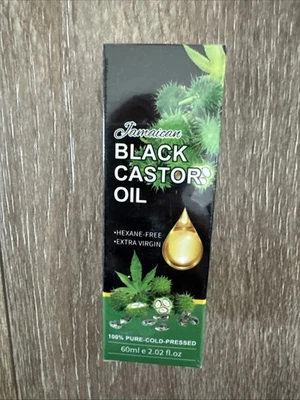 Jamaican
BLACK
CASTOR
OIL
•HEXANE-FREE
•EXTRA VIRGIN
100% PURE-COLD-PRESSED
60ml e 2.02 fl.oz